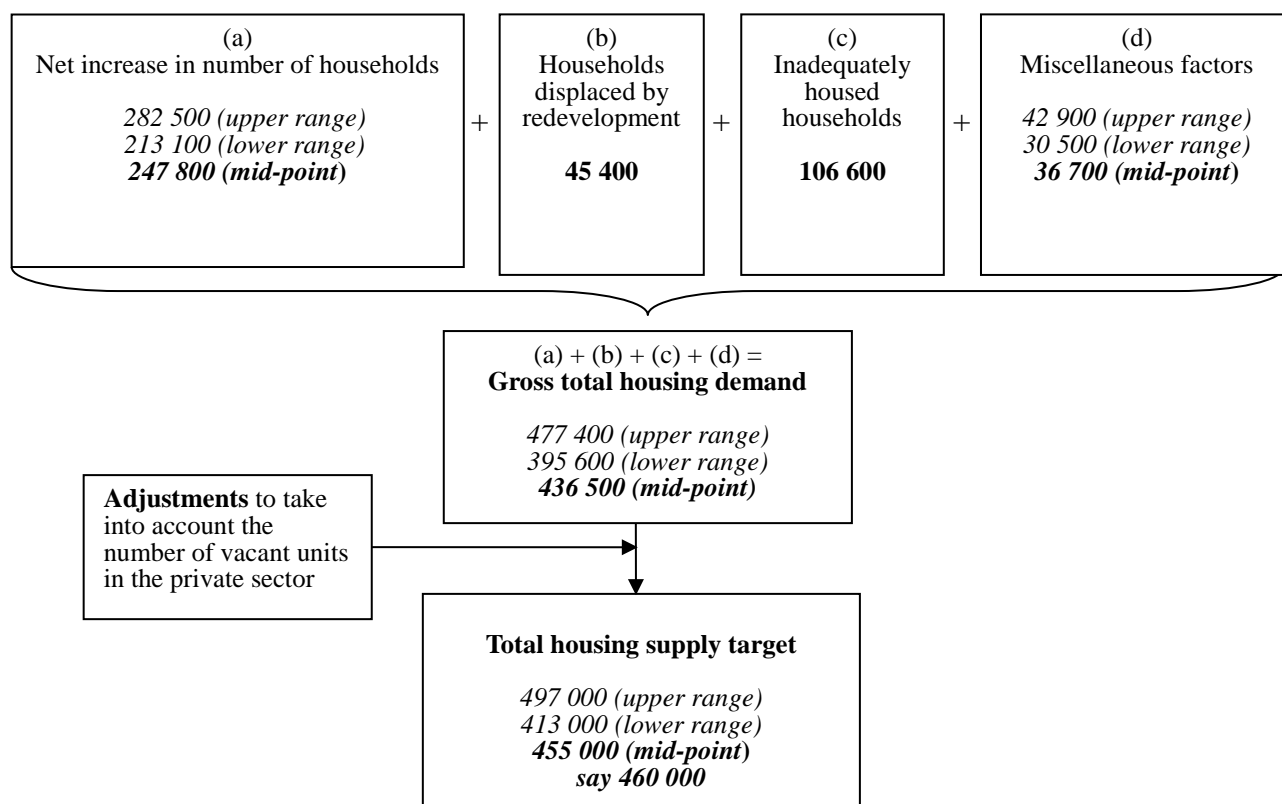 (a)
Net increase in number of households
282 500 (upper range)
213 100 (lower range)
247 800 (mid-point)
+
(b)
Households
displaced by
redevelopment
45 400
+
(c)
Inadequately
housed
households
106 600
+
(d)
Miscellaneous factors
42 900 (upper range)
30 500 (lower range)
36 700 (mid-point)
(a) + (b) + (c) + (d) =
Gross total housing demand
477 400 (upper range)
395 600 (lower range)
436 500 (mid-point)
Adjustments to take
into account the
number of vacant units
in the private sector
Total housing supply target
497 000 (upper range)
413 000 (lower range)
455 000 (mid-point)
say 460 000